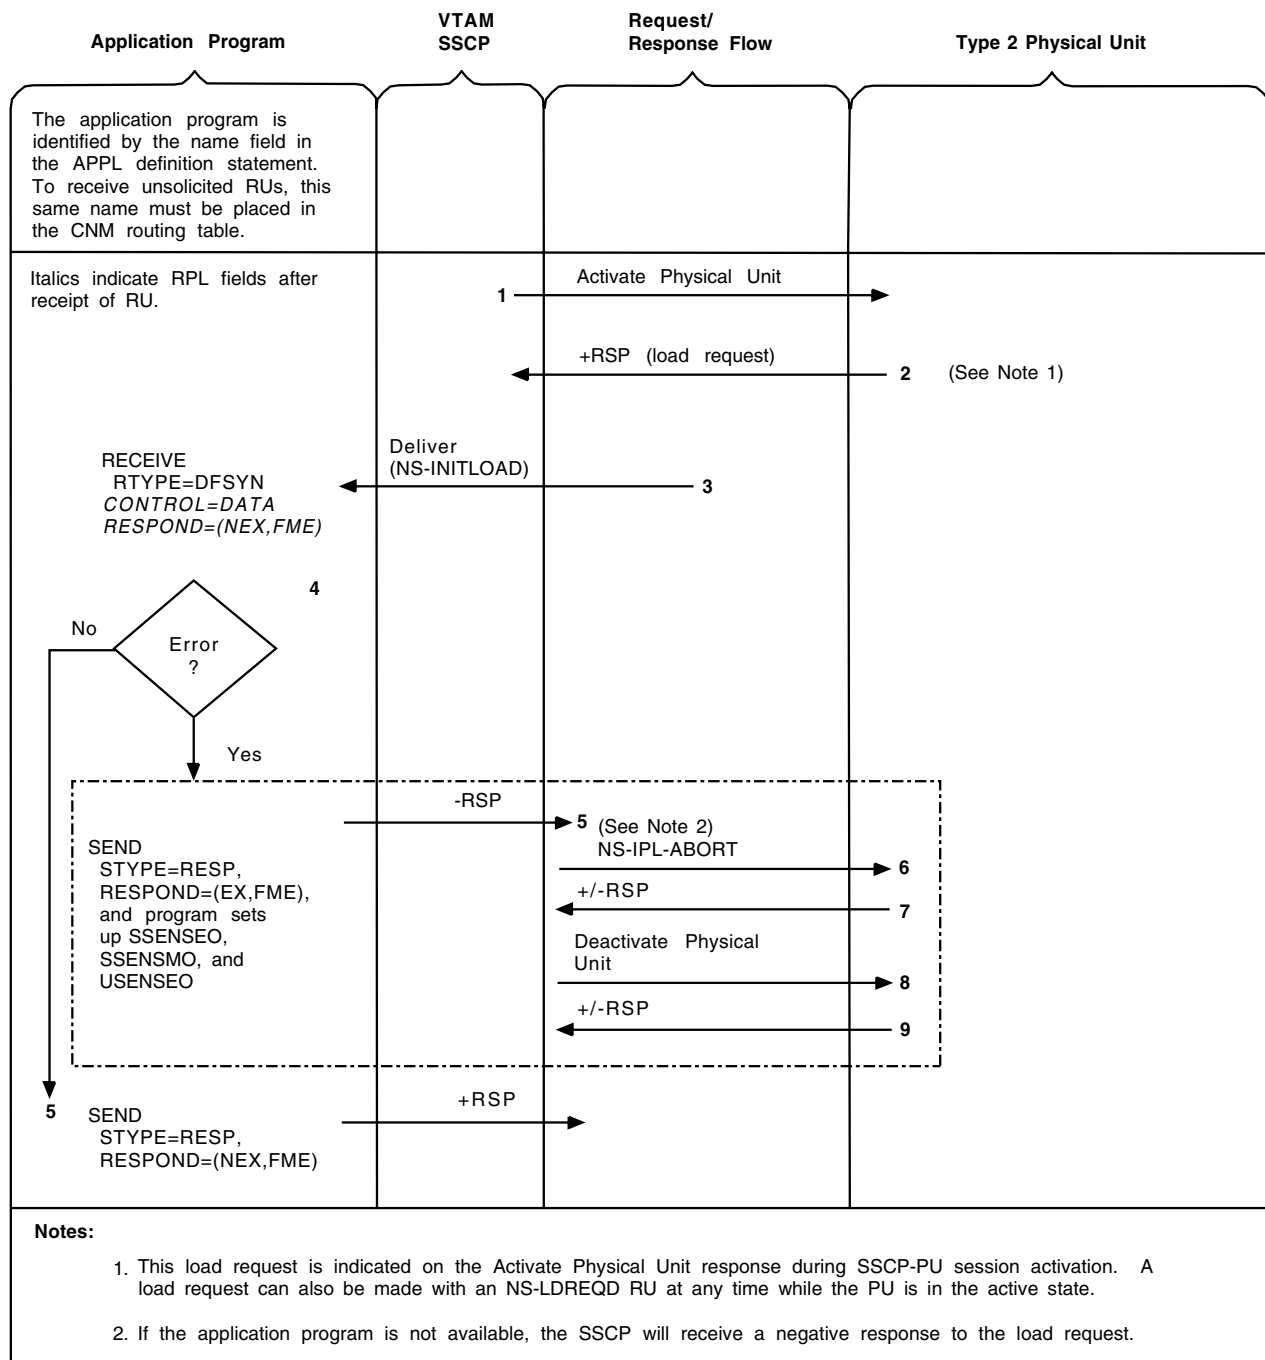 Application Program
VTAM
SSCP
Request/
Response Flow
Type 2 Physical Unit
The application program is
identified by the name field in
the APPL definition statement.
To receive unsolicited RUs, this
same name must be placed in
the CNM routing table.
Italics indicate RPL fields after
receipt of RU.
1
Activate Physical Unit
+RSP (load request)
2 (See Note 1)
RECEIVE
RTYPE=DFSYN
CONTROL=DATA
RESPOND=(NEX,FME)
Deliver
(NS-INITLOAD)
3
4
No
Error
?
Yes
-RSP
5 (See Note 2)
NS-IPL-ABORT
6
SEND
STYPE=RESP,
RESPOND=(EX,FME),
and program sets
up SSENSEO,
SSENSMO, and
USENSEO
+/-RSP
7
Deactivate Physical
Unit
8
+/-RSP
9
5
SEND
STYPE=RESP,
RESPOND=(NEX,FME)
+RSP
Notes:
1. This load request is indicated on the Activate Physical Unit response during SSCP-PU session activation. A
load request can also be made with an NS-LDREQD RU at any time while the PU is in the active state.
2. If the application program is not available, the SSCP will receive a negative response to the load request.